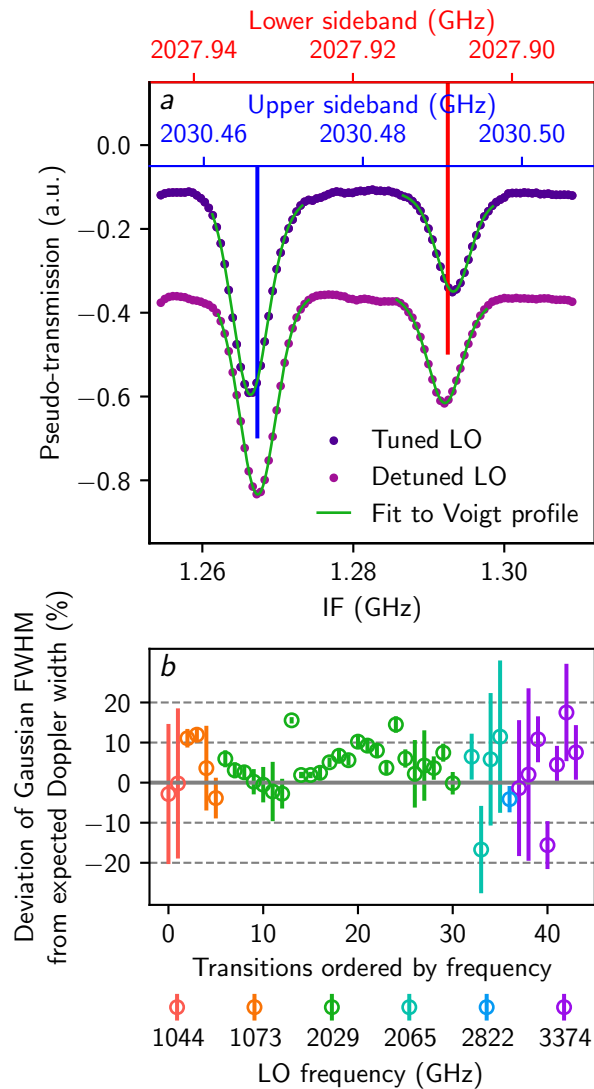 Lower sideband (GHz)
2027.94 2027.92 2027.90
a
Upper sideband (GHz)
2030.46 2030.48 2030.50
0.0
−0.2
−0.4
−0.6
−0.8
Pseudo-transmission (a.u.)
Tuned LO
Detuned LO
Fit to Voigt profile
1.26 1.28 1.30
IF (GHz)
b
20
10
0
−10
−20
Deviation of Gaussian FWHM
from expected Doppler width (%)
0 10 20 30 40
Transitions ordered by frequency
1044 1073 2029 2065 2822 3374
LO frequency (GHz)